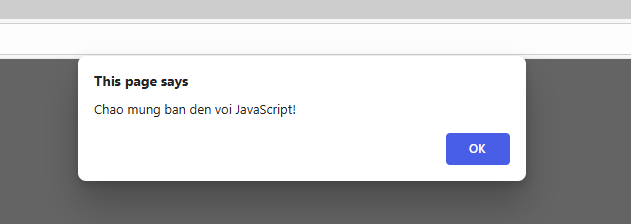 This page says
Chao mung ban den voi JavaScript!
OK